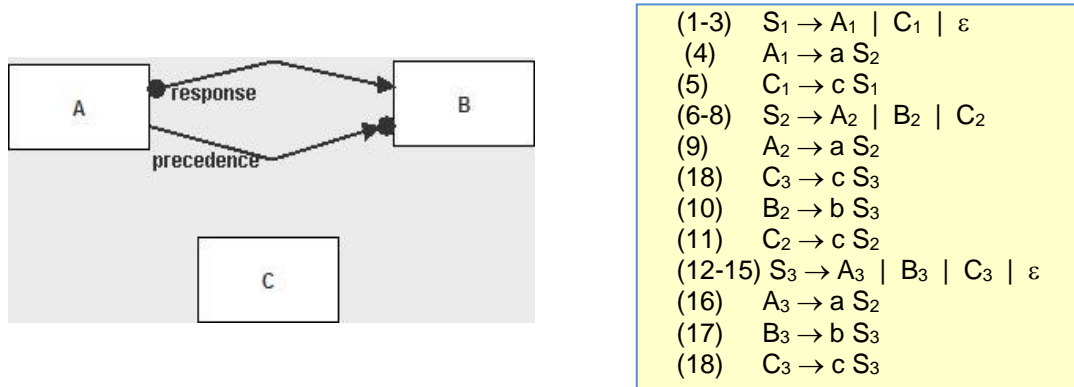 A
response
B
precedence
C
(1-3) S₁ → A₁ | C₁ | ε
(4) A₁ → a S₂
(5) C₁ → c S₁
(6-8) S₂ → A₂ | B₂ | C₂
(9) A₂ → a S₂
(18) C₃ → c S₃
(10) B₂ → b S₃
(11) C₂ → c S₂
(12-15) S₃ → A₃ | B₃ | C₃ | ε
(16) A₃ → a S₂
(17) B₃ → b S₃
(18) C₃ → c S₃